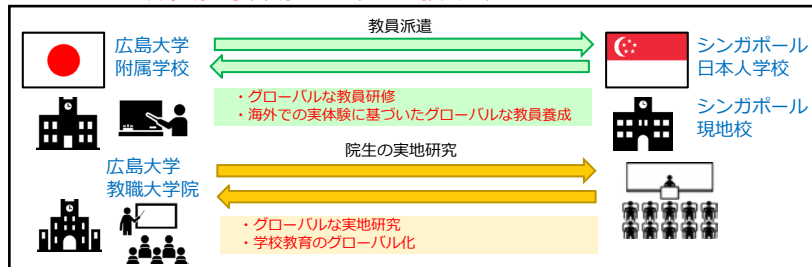 教員派遣
広島大学
附属学校
シンガポール
日本人学校
・グローバルな教員研修
・海外での実体験に基づいたグローバルな教員養成
シンガポール
現地校
院生の実地研究
広島大学
教職大学院
・グローバルな実地研究
・学校教育のグローバル化